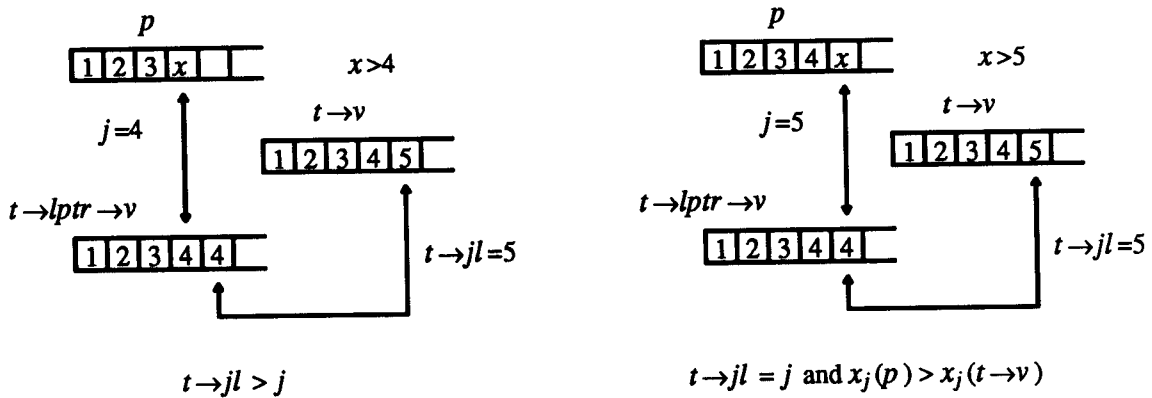 p
1 2 3 x
x>4
j=4
t→v
1 2 3 4 5
t→lptr→v
1 2 3 4 4
t→jl=5
t→jl > j
p
1 2 3 4 x
x>5
j=5
t→v
1 2 3 4 5
t→lptr→v
1 2 3 4 4
t→jl=5
t→jl = j and xⱼ(p) > xⱼ(t→v)